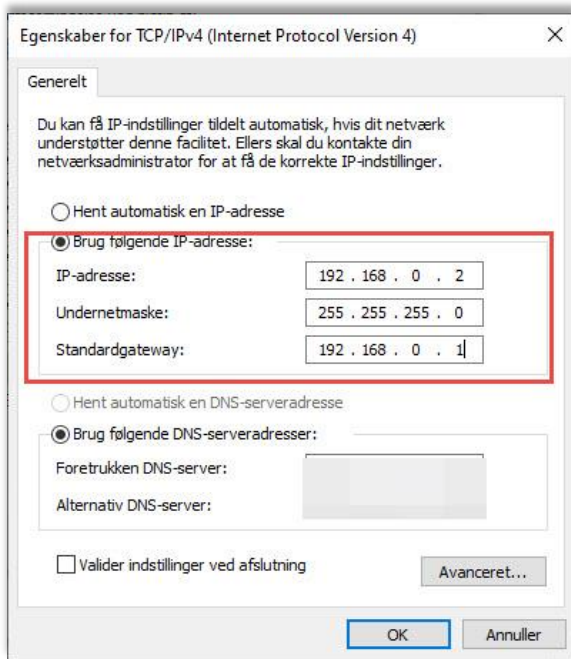 Egenskaber for TCP/IPv4 (Internet Protocol Version 4)
Generelt
Du kan få IP-indstillinger tildelt automatisk, hvis dit netværk
understøtter denne facilitet. Ellers skal du kontakte din
netværksadministrator for at få de korrekte IP-indstillinger.
Hent automatisk en IP-adresse
Brug følgende IP-adresse:
IP-adresse: 192 . 168 . 0 . 2
Undernetmaske: 255 . 255 . 255 . 0
Standardgateway: 192 . 168 . 0 . 1
Hent automatisk en DNS-serveradresse
Brug følgende DNS-serveradresser:
Foretrukken DNS-server:
Alternativ DNS-server:
Valider indstillinger ved afslutning
Avanceret...
OK Annuller